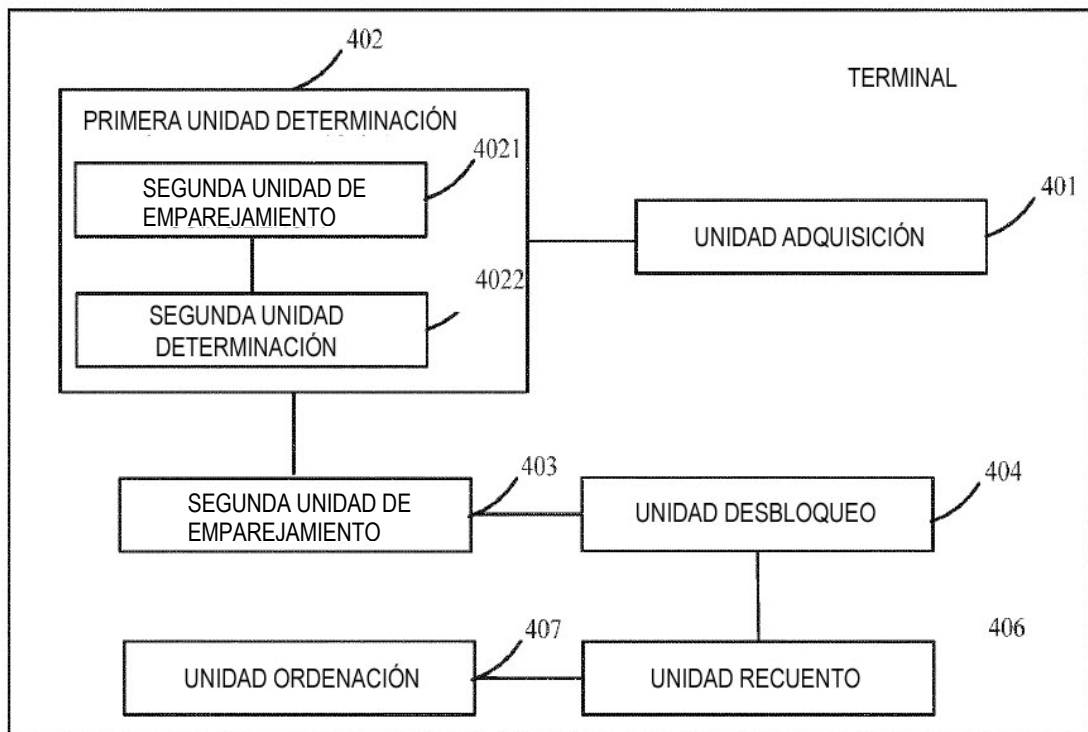 402
TERMINAL
PRIMERA UNIDAD DETERMINACIÓN
4021
SEGUNDA UNIDAD DE
EMPAREJAMIENTO
401
UNIDAD ADQUISICIÓN
4022
SEGUNDA UNIDAD
DETERMINACIÓN
403
SEGUNDA UNIDAD DE
EMPAREJAMIENTO
404
UNIDAD DESBLOQUEO
407
UNIDAD ORDENACIÓN
406
UNIDAD RECUENTO